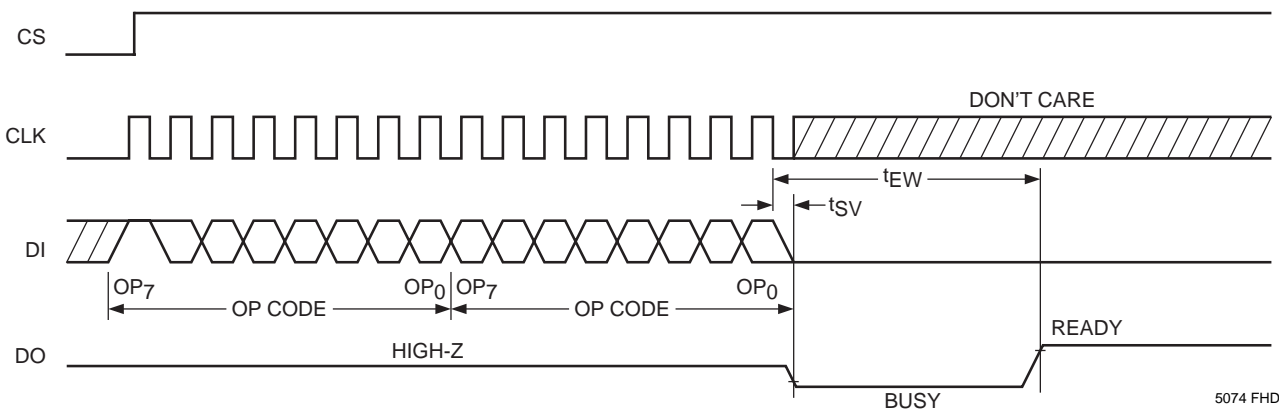 CS
DON'T CARE
CLK
tEW
tSV
DI
OP7 OP0 OP7 OP0
OP CODE OP CODE
READY
HIGH-Z
DO
BUSY
5074 FHD